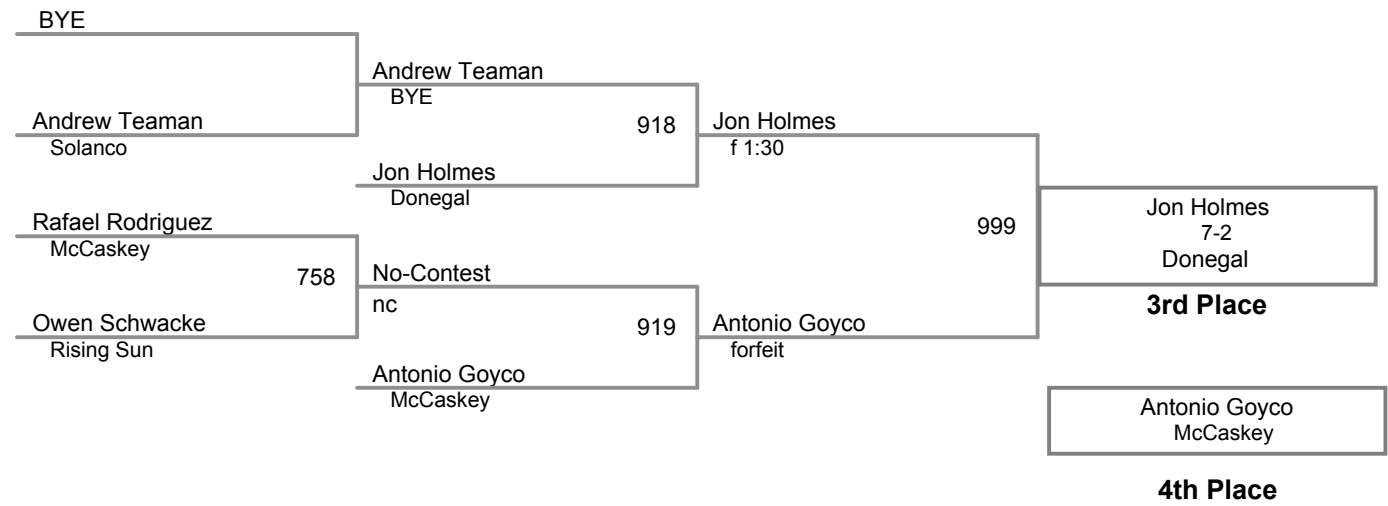 BYE
Andrew Teaman
Solanco
Rafael Rodriguez
McCaskey
758
Owen Schwacke
Rising Sun
Andrew Teaman
BYE
918
Jon Holmes
Donegal
No-Contest
nc
919
Antonio Goyco
McCaskey
Jon Holmes
f 1:30
999
Antonio Goyco
forfeit
Jon Holmes
7-2
Donegal
3rd Place
Antonio Goyco
McCaskey
4th Place